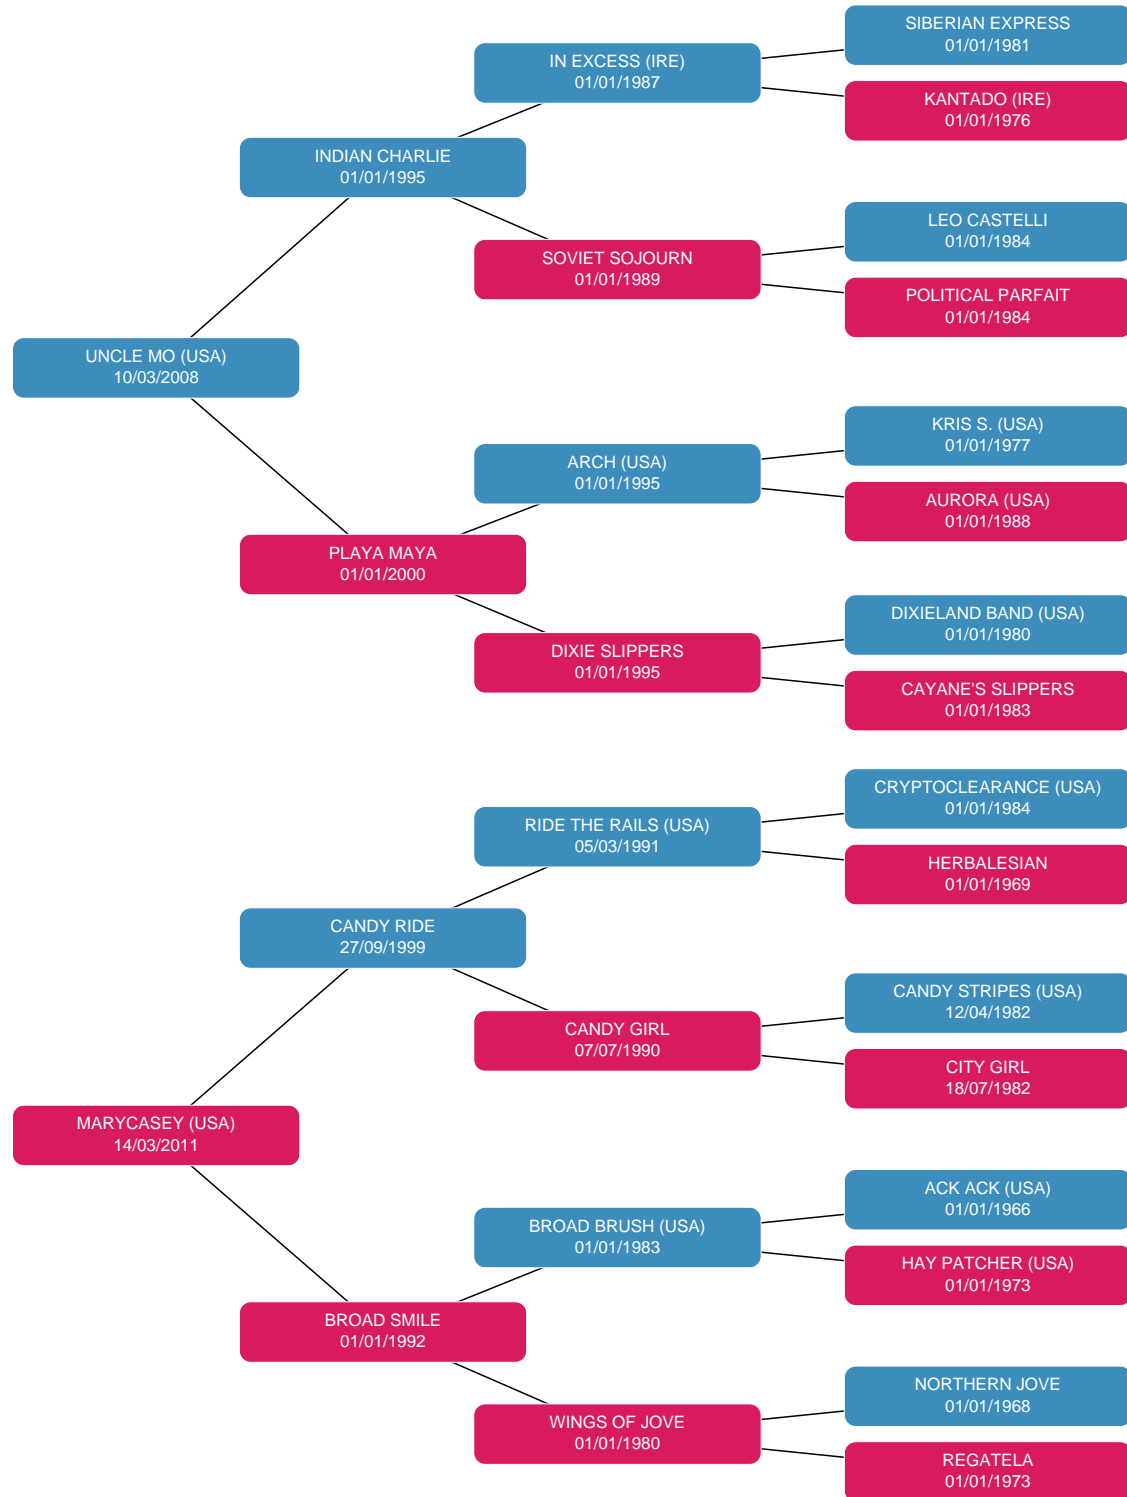 SIBERIAN EXPRESS
01/01/1981
IN EXCESS (IRE)
01/01/1987
KANTADO (IRE)
01/01/1976
INDIAN CHARLIE
01/01/1995
LEO CASTELLI
01/01/1984
SOVIET SOJOURN
01/01/1989
POLITICAL PARFAIT
01/01/1984
UNCLE MO (USA)
10/03/2008
KRIS S. (USA)
01/01/1977
ARCH (USA)
01/01/1995
AURORA (USA)
01/01/1988
PLAYA MAYA
01/01/2000
DIXIELAND BAND (USA)
01/01/1980
DIXIE SLIPPERS
01/01/1995
CAYANE'S SLIPPERS
01/01/1983
CRYPTOCLEARANCE (USA)
01/01/1984
RIDE THE RAILS (USA)
05/03/1991
HERBALESIAN
01/01/1969
CANDY RIDE
27/09/1999
CANDY STRIPES (USA)
12/04/1982
CANDY GIRL
07/07/1990
CITY GIRL
18/07/1982
MARYCASEY (USA)
14/03/2011
ACK ACK (USA)
01/01/1966
BROAD BRUSH (USA)
01/01/1983
HAY PATCHER (USA)
01/01/1973
BROAD SMILE
01/01/1992
NORTHERN JOVE
01/01/1968
WINGS OF JOVE
01/01/1980
REGATELA
01/01/1973